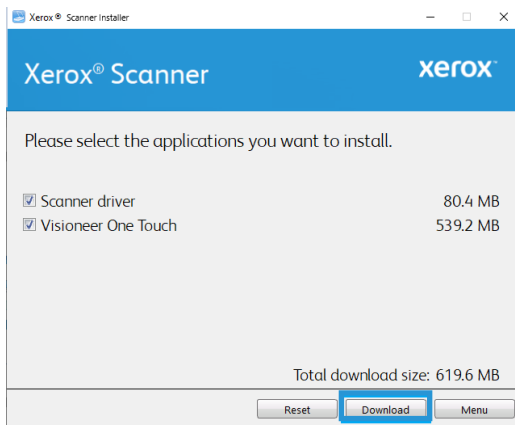 Xerox® Scanner Installer
Xerox® Scanner
xerox™
Please select the applications you want to install.
Scanner driver 80.4 MB
Visioneer One Touch 539.2 MB
Total download size: 619.6 MB
Reset Download Menu